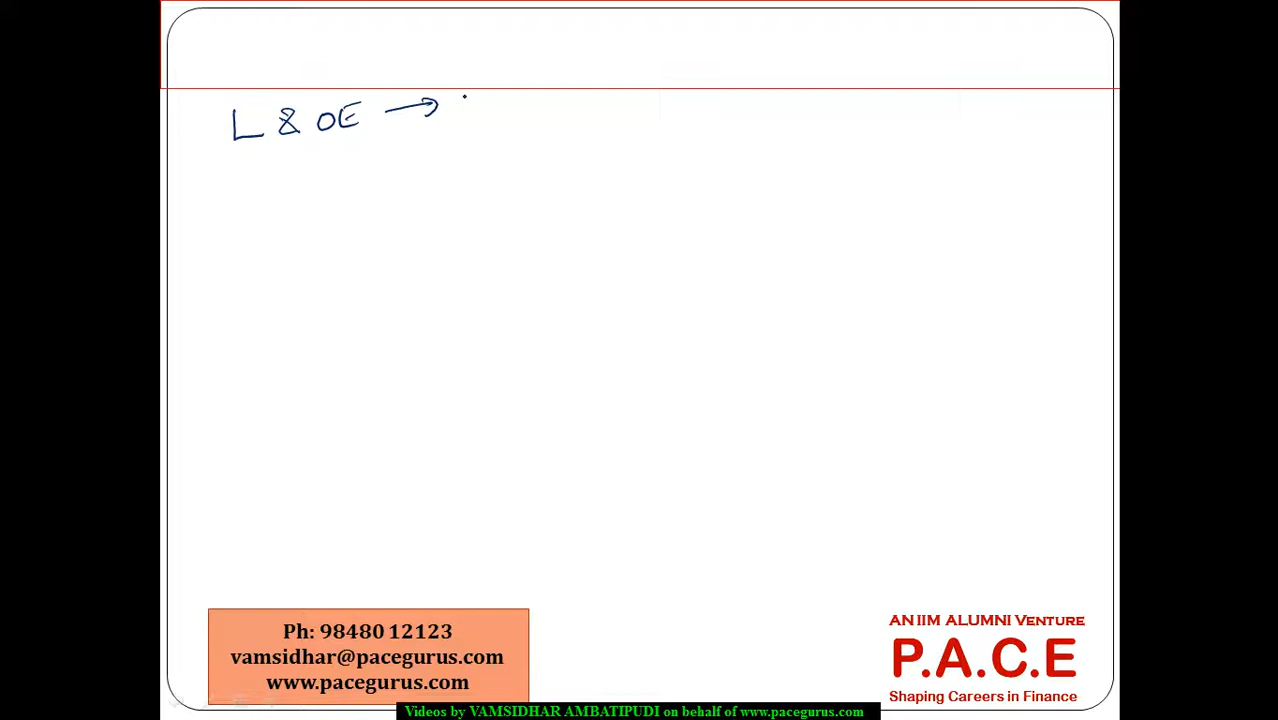 L & OE →
Ph: 98480 12123
vamsidhar@pacegurus.com
www.pacegurus.com
AN IIM ALUMNI VENTURE
P.A.C.E
Shaping Careers in Finance
Videos by VAMSIDHAR AMBATIPUDI on behalf of www.pacegurus.com